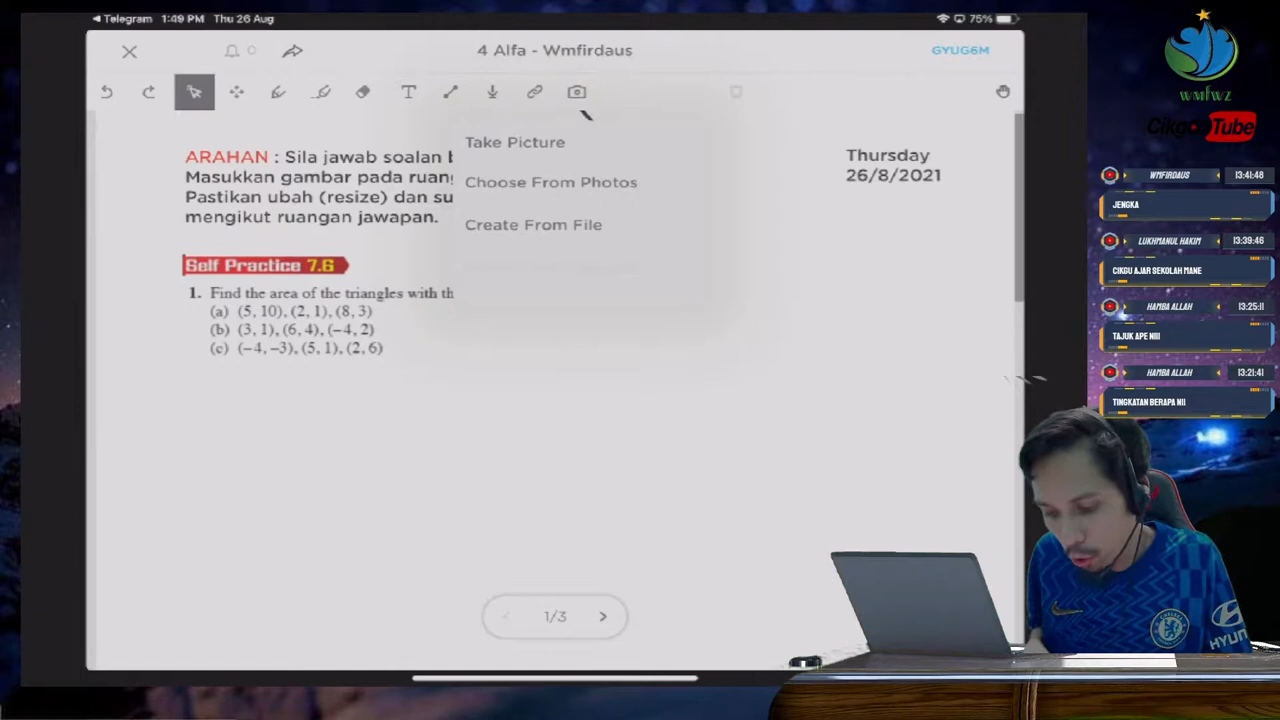 Telegram 1:49 PM Thu 26 Aug
75%
4 Alfa - Wmfirdaus
GYUG6M
Take Picture
Choose From Photos
Create From File
ARAHAN : Sila jawab soalan b
Masukkan gambar pada ruang
Pastikan ubah (resize) dan su
mengikut ruangan jawapan.
Thursday
26/8/2021
Self Practice 7.6
1. Find the area of the triangles with th
(a) (5, 10), (2, 1), (8, 3)
(b) (3, 1), (6, 4), (−4, 2)
(c) (−4, −3), (5, 1), (2, 6)
1/3
wmfwz
WMFIRDAUS 13:41:48
JENGKA
LUKHMANUL HAKIM 13:39:46
CIKGU AJAR SEKOLAH MANE
HAMBA ALLAH 13:25:11
TAJUK APE NIII
HAMBA ALLAH 13:21:41
TINGKATAN BERAPA NII